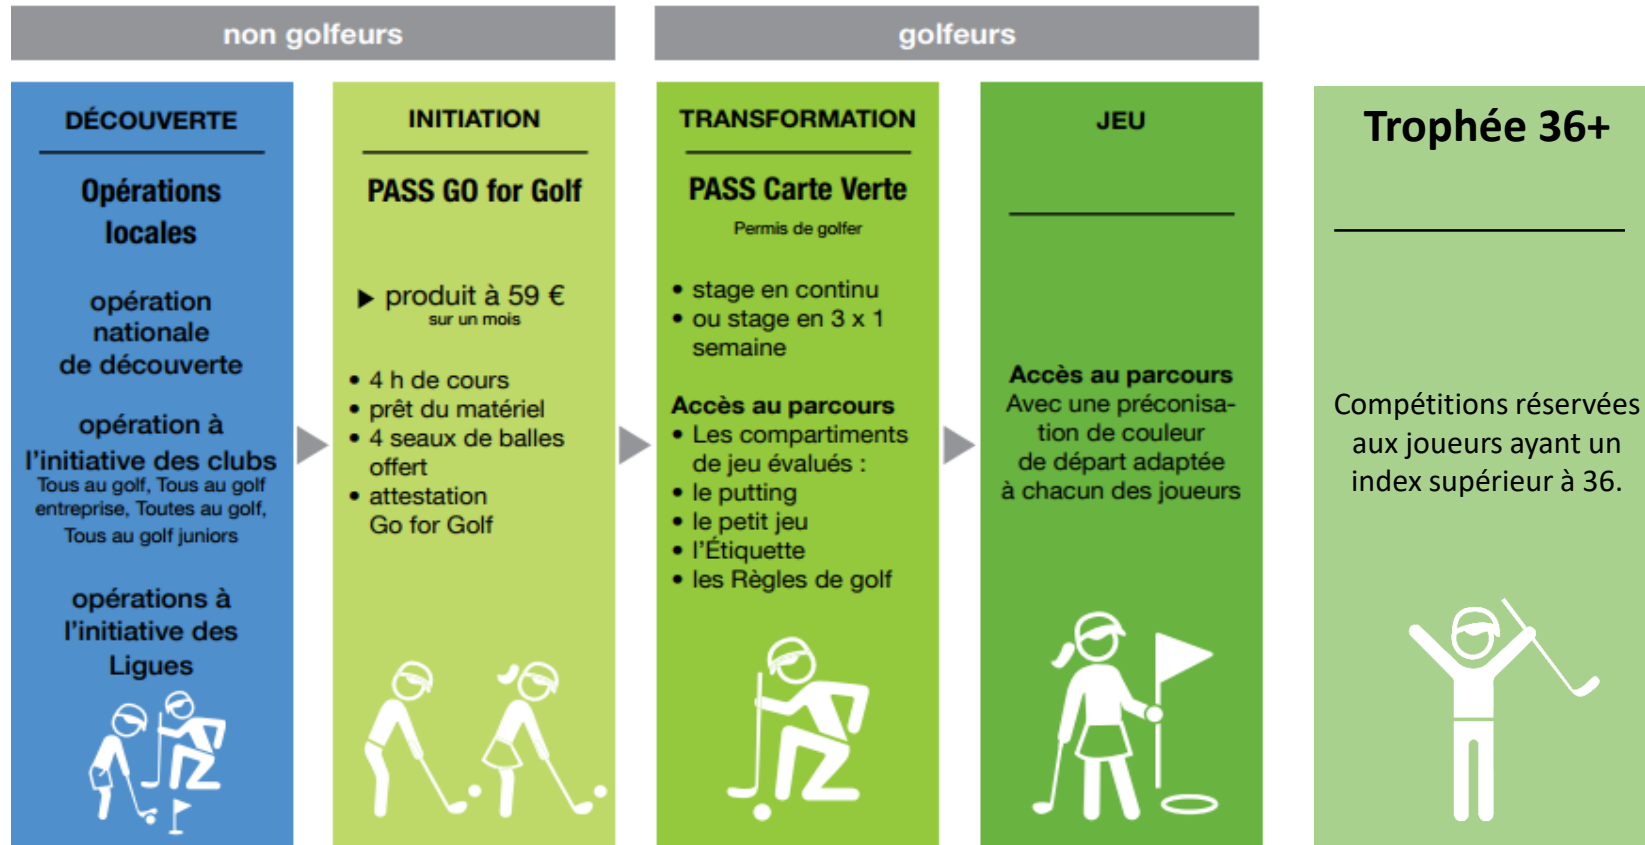 non golfeurs
golfeurs
DÉCOUVERTE
Opérations
locales
opération
nationale
de découverte
opération à
l'initiative des clubs
Tous au golf, Tous au golf
entreprise, Toutes au golf,
Tous au golf juniors
opérations à
l'initiative des
Ligues
INITIATION
PASS GO for Golf
▶ produit à 59 €
sur un mois
• 4 h de cours
• prêt du matériel
• 4 seaux de balles
offert
• attestation
Go for Golf
TRANSFORMATION
PASS Carte Verte
Permis de golfer
• stage en continu
• ou stage en 3 x 1
semaine
Accès au parcours
• Les compartiments
de jeu évalués :
• le putting
• le petit jeu
• l'Étiquette
• les Règles de golf
JEU
Accès au parcours
Avec une préconisa-
tion de couleur
de départ adaptée
à chacun des joueurs
Trophée 36+
Compétitions réservées
aux joueurs ayant un
index supérieur à 36.